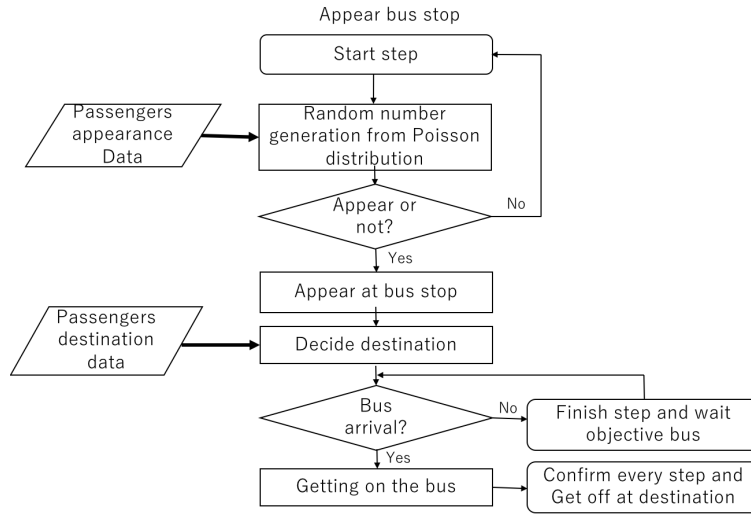 Appear bus stop
Start step
Passengers
appearance
Data
Random number
generation from Poisson
distribution
Appear or
not?
No
Yes
Appear at bus stop
Passengers
destination
data
Decide destination
Bus
arrival?
No
Finish step and wait
objective bus
Yes
Getting on the bus
Confirm every step and
Get off at destination